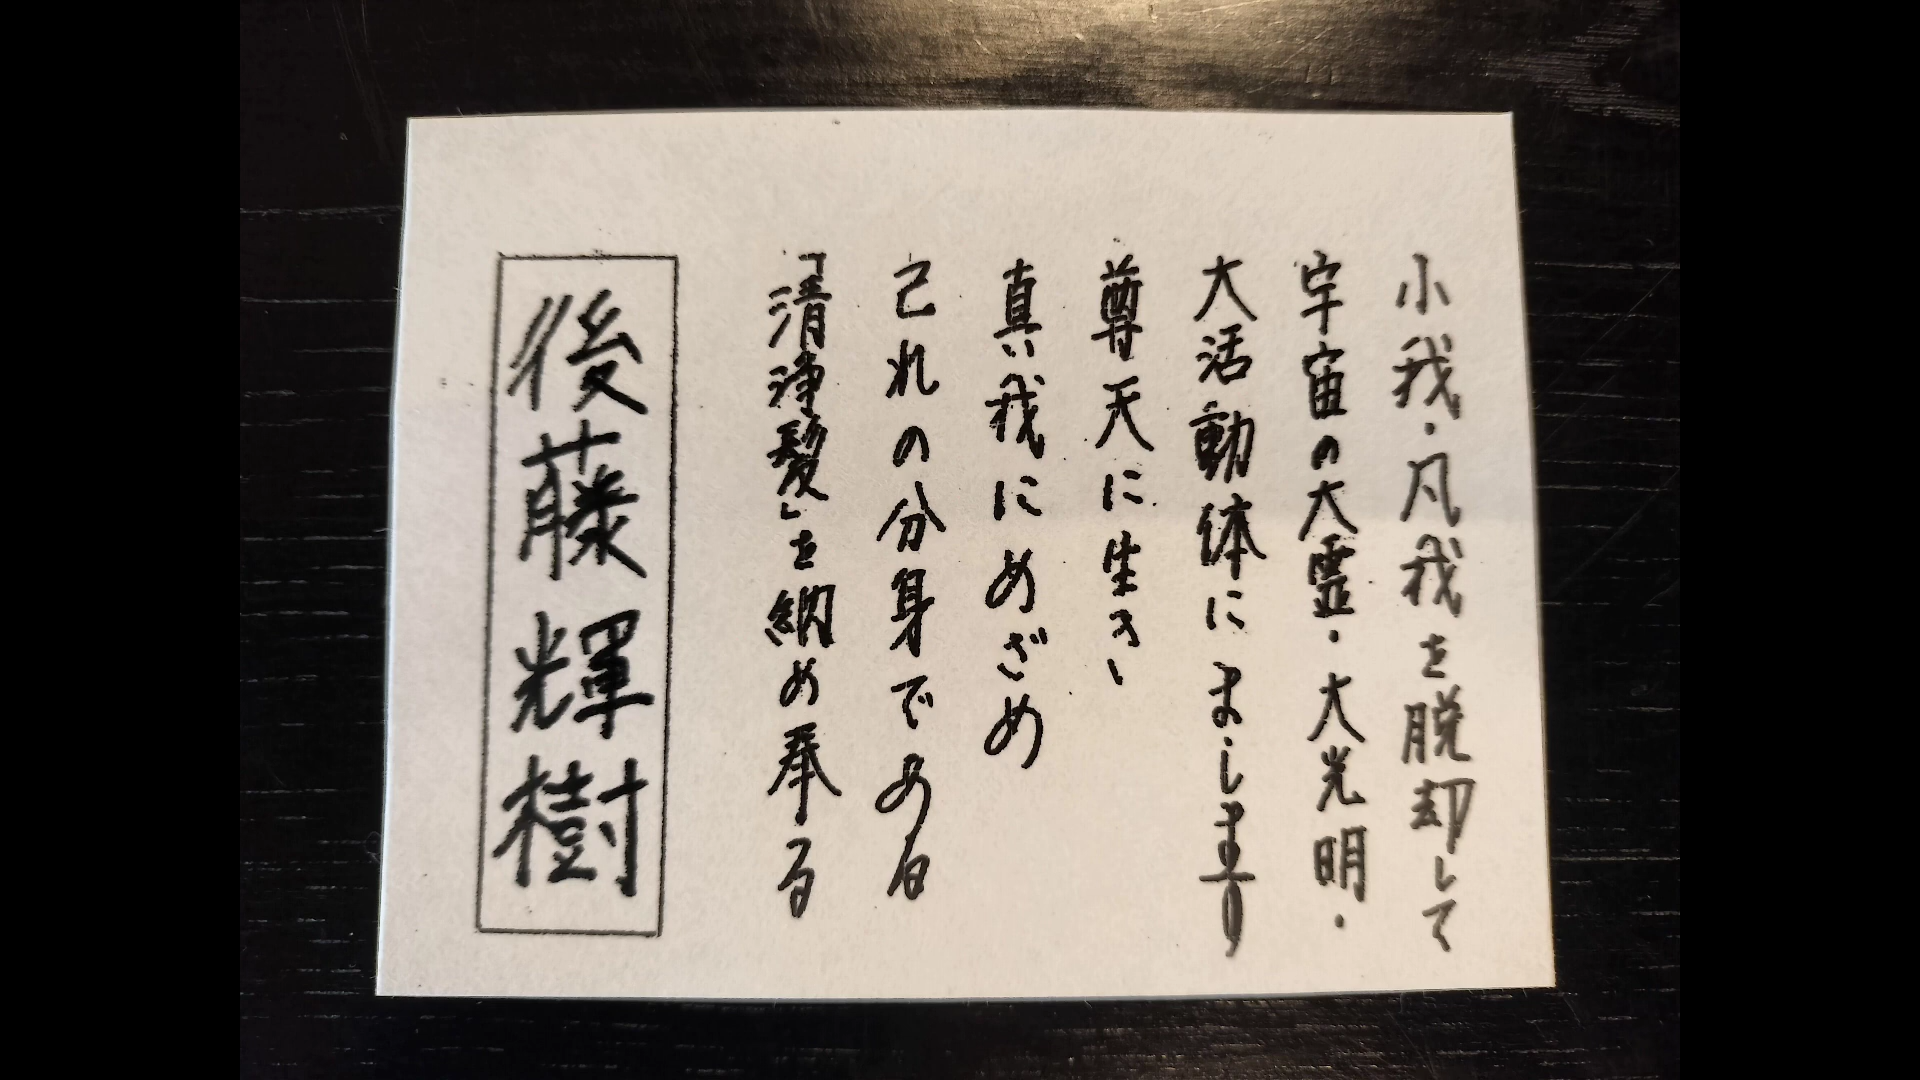 小我・凡我を脱却して
宇宙の大霊・大光明・
大活動体にまします
尊天に生き、
真我にめざめ
己れの分身である
「清浄髪」を納め奉る
後藤輝樹